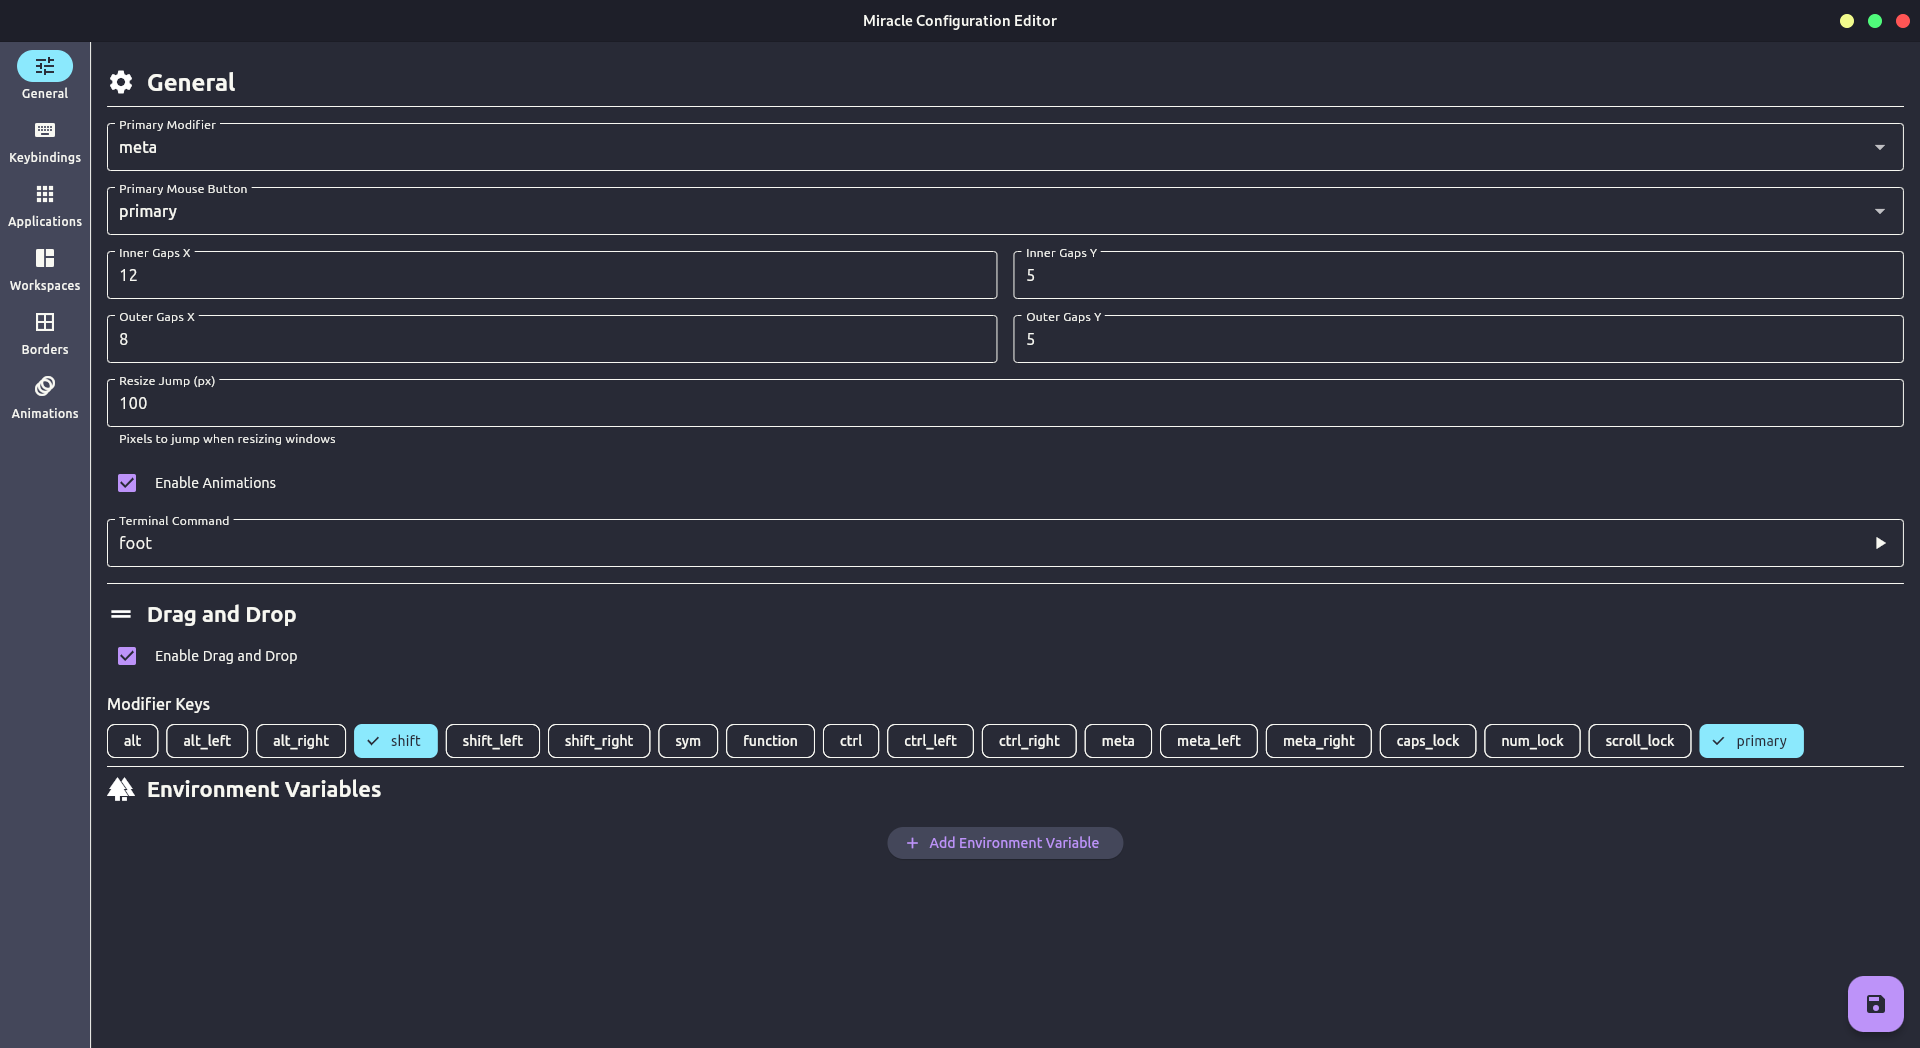 Miracle Configuration Editor
General
Keybindings
Applications
Workspaces
Borders
Animations
General
Primary Modifier
meta
Primary Mouse Button
primary
Inner Gaps X
12
Inner Gaps Y
5
Outer Gaps X
8
Outer Gaps Y
5
Resize Jump (px)
100
Pixels to jump when resizing windows
Enable Animations
Terminal Command
foot
Drag and Drop
Enable Drag and Drop
Modifier Keys
alt alt_left alt_right shift shift_left shift_right sym function ctrl ctrl_left ctrl_right meta meta_left meta_right caps_lock num_lock scroll_lock primary
Environment Variables
+ Add Environment Variable